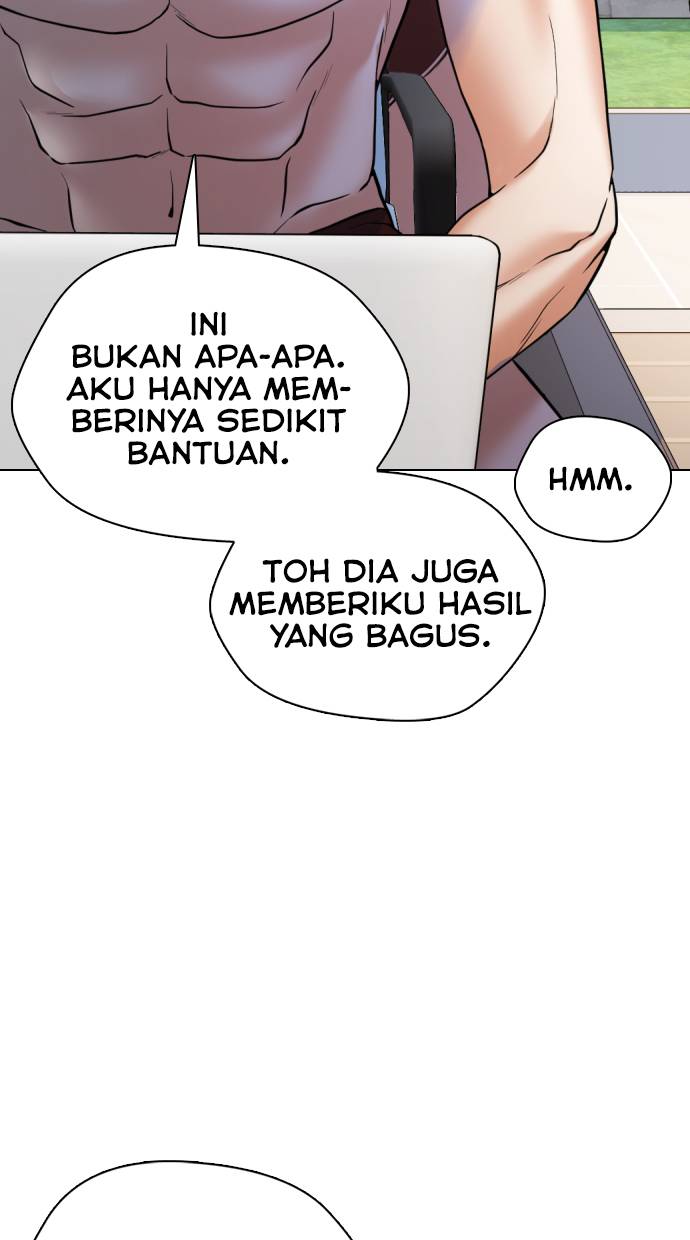 INI
BUKAN APA-APA.
AKU HANYA MEM-
BERINYA SEDIKIT
BANTUAN.
HMM.
TOH DIA JUGA
MEMBERIKU HASIL
YANG BAGUS.